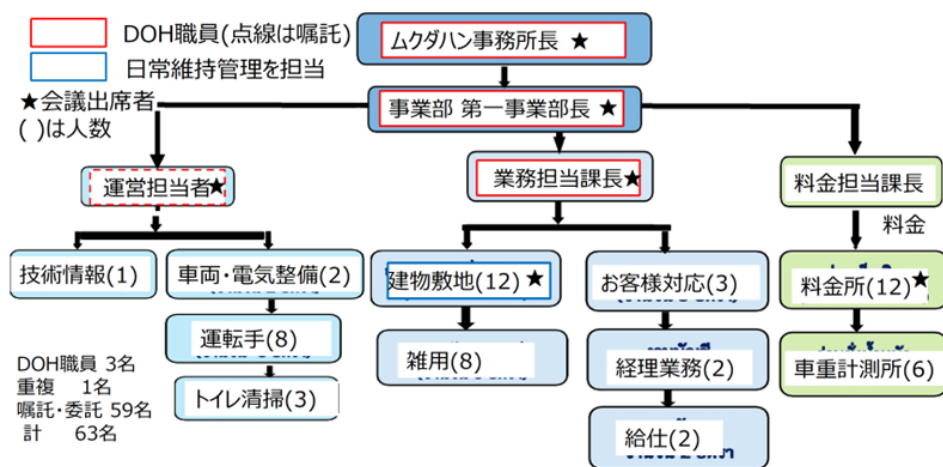 DOH職員(点線は嘱託)
日常維持管理を担当
★会議出席者
( )は人数
ムクダハン事務所長 ★
事業部 第一事業部長 ★
運営担当者★
業務担当課長★
料金担当課長
料金
技術情報(1)
車両・電気整備(2)
建物敷地(12) ★
お客様対応(3)
料金所(12)★
運転手(8)
雑用(8)
経理業務(2)
車重計測所(6)
トイレ清掃(3)
給仕(2)
DOH職員 3名
重複 1名
嘱託・委託 59名
計 63名